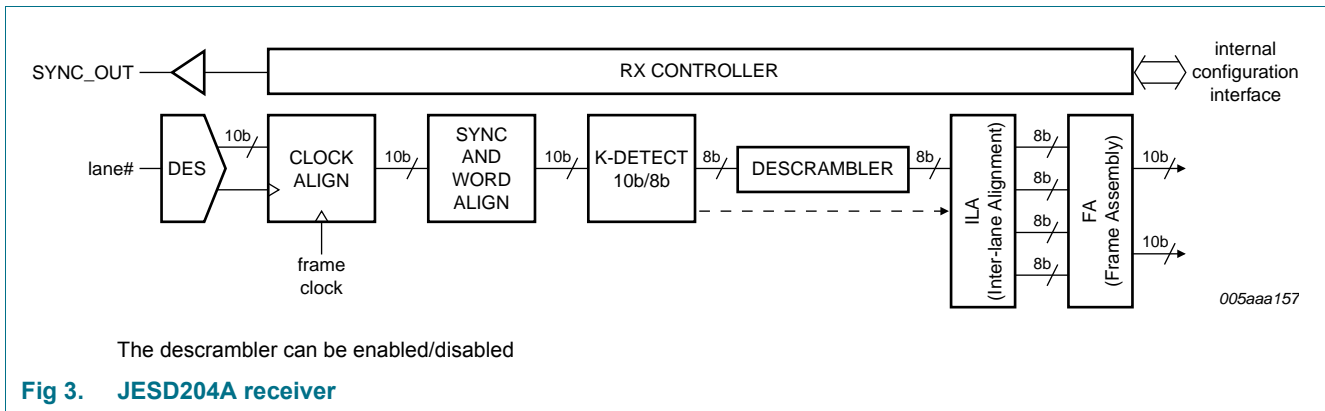 SYNC_OUT
RX CONTROLLER
internal
configuration
interface
lane#
DES
10b
CLOCK
ALIGN
frame
clock
10b
SYNC
AND
WORD
ALIGN
10b
K-DETECT
10b/8b
8b
DESCRAMBLER
8b
ILA
(Inter-lane Alignment)
8b
8b
8b
8b
FA
(Frame Assembly)
10b
10b
005aaa157
The descrambler can be enabled/disabled
Fig 3. JESD204A receiver